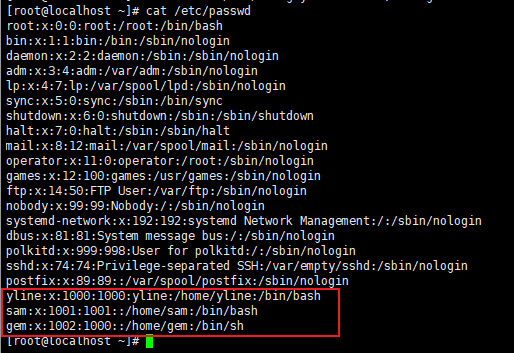 [root@localhost ~]# cat /etc/passwd
root:x:0:0:root:/root:/bin/bash
bin:x:1:1:bin:/bin:/sbin/nologin
daemon:x:2:2:daemon:/sbin:/sbin/nologin
adm:x:3:4:adm:/var/adm:/sbin/nologin
lp:x:4:7:lp:/var/spool/lpd:/sbin/nologin
sync:x:5:0:sync:/sbin:/bin/sync
shutdown:x:6:0:shutdown:/sbin:/sbin/shutdown
halt:x:7:0:halt:/sbin:/sbin/halt
mail:x:8:12:mail:/var/spool/mail:/sbin/nologin
operator:x:11:0:operator:/root:/sbin/nologin
games:x:12:100:games:/usr/games:/sbin/nologin
ftp:x:14:50:FTP User:/var/ftp:/sbin/nologin
nobody:x:99:99:Nobody:/:/sbin/nologin
systemd-network:x:192:192:systemd Network Management:/:/sbin/nologin
dbus:x:81:81:System message bus:/:/sbin/nologin
polkitd:x:999:998:User for polkitd:/:/sbin/nologin
sshd:x:74:74:Privilege-separated SSH:/var/empty/sshd:/sbin/nologin
postfix:x:89:89::/var/spool/postfix:/sbin/nologin
yline:x:1000:1000:yline:/home/yline:/bin/bash
sam:x:1001:1001::/home/sam:/bin/bash
gem:x:1002:1000::/home/gem:/bin/sh
[root@localhost ~]#